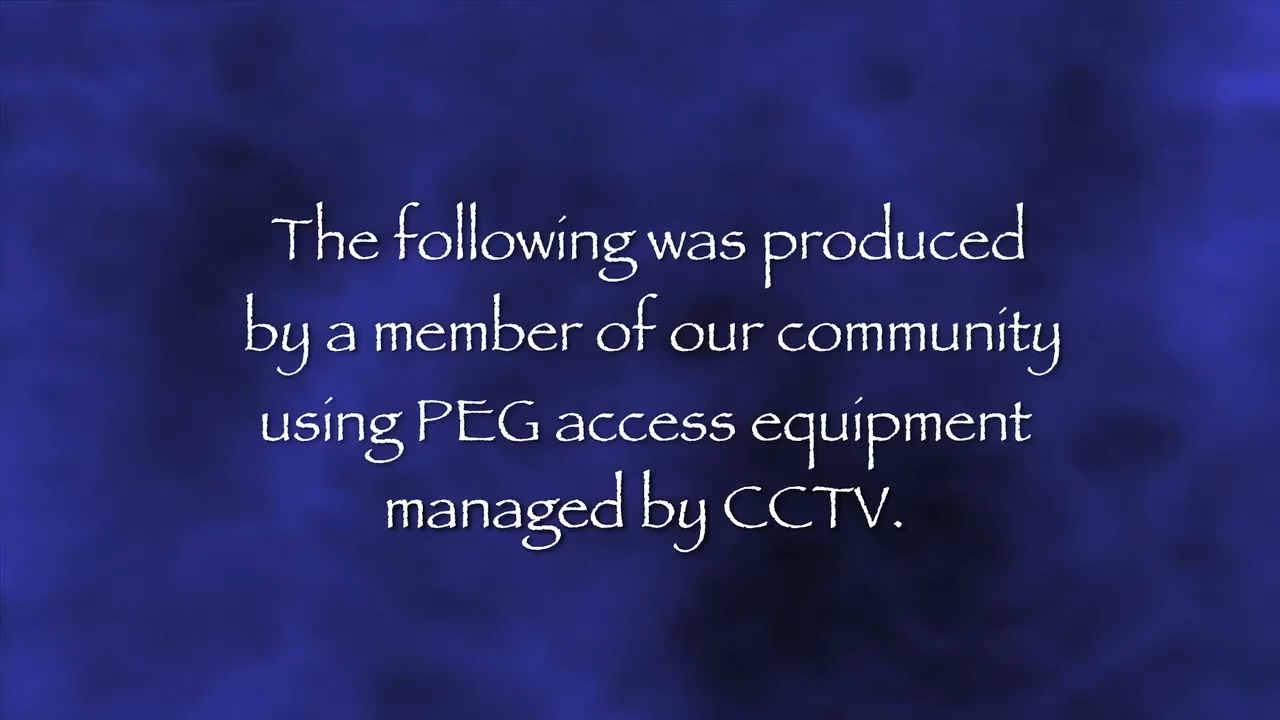 The following was produced
by a member of our community
using PEG access equipment
managed by CCTV.